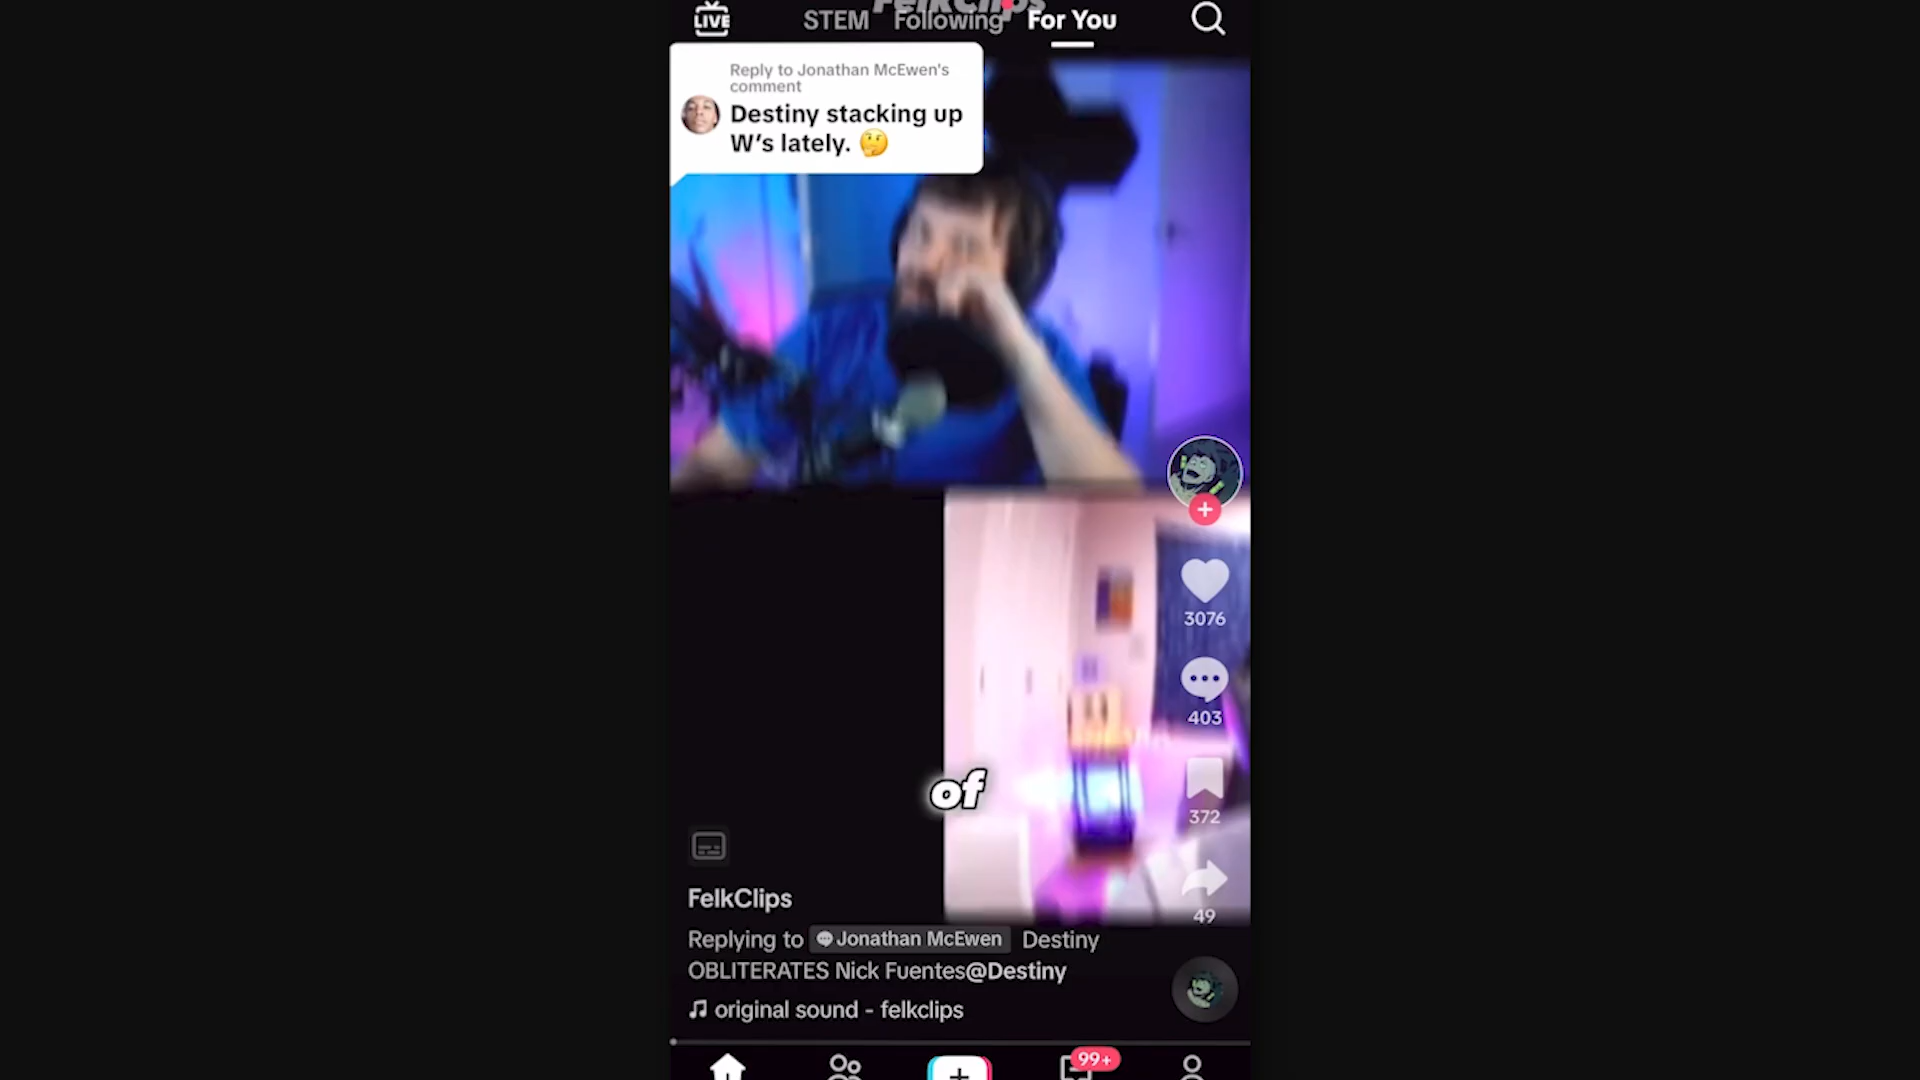 FelkClips
LIVE
STEM Following For You
Reply to Jonathan McEwen's
comment
Destiny stacking up
W's lately. 🤔
3076
403
of
372
49
FelkClips
Replying to Jonathan McEwen Destiny
OBLITERATES Nick Fuentes@Destiny
original sound - felkclips
99+